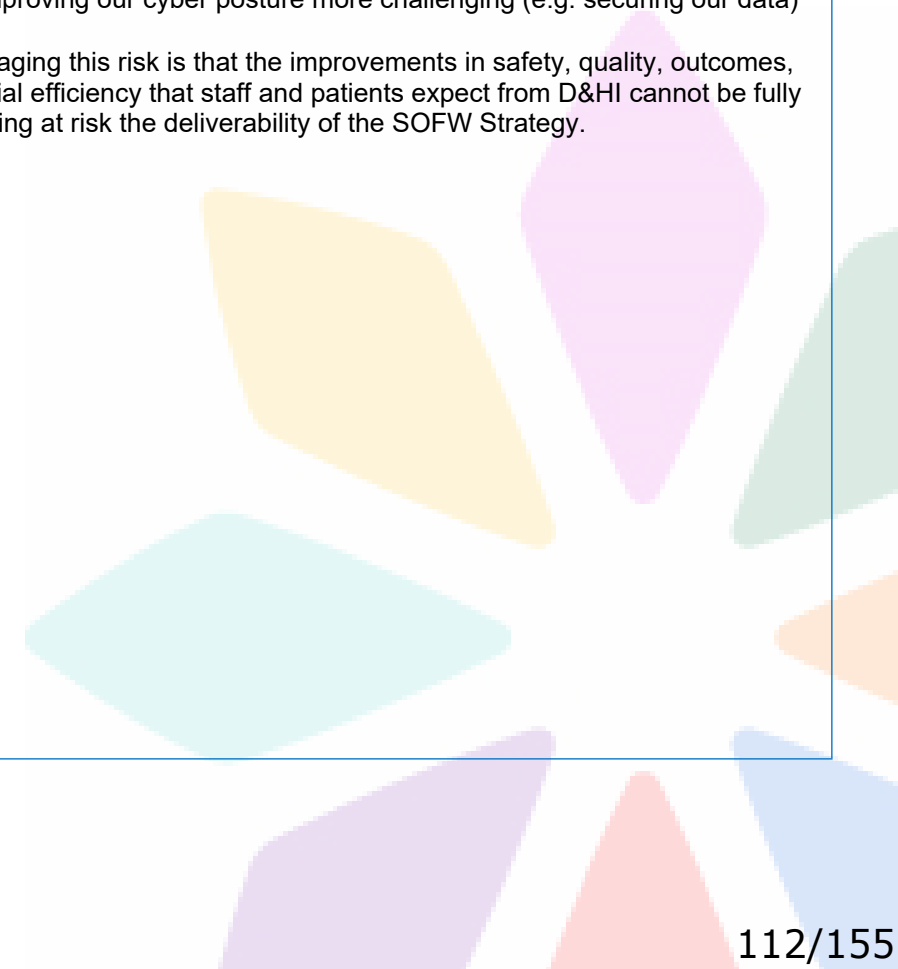 proving our cyber posture more challenging (e.g. securing our data)
aging this risk is that the improvements in safety, quality, outcomes,
ial efficiency that staff and patients expect from D&HI cannot be fully
ing at risk the deliverability of the SOFW Strategy.
112/155